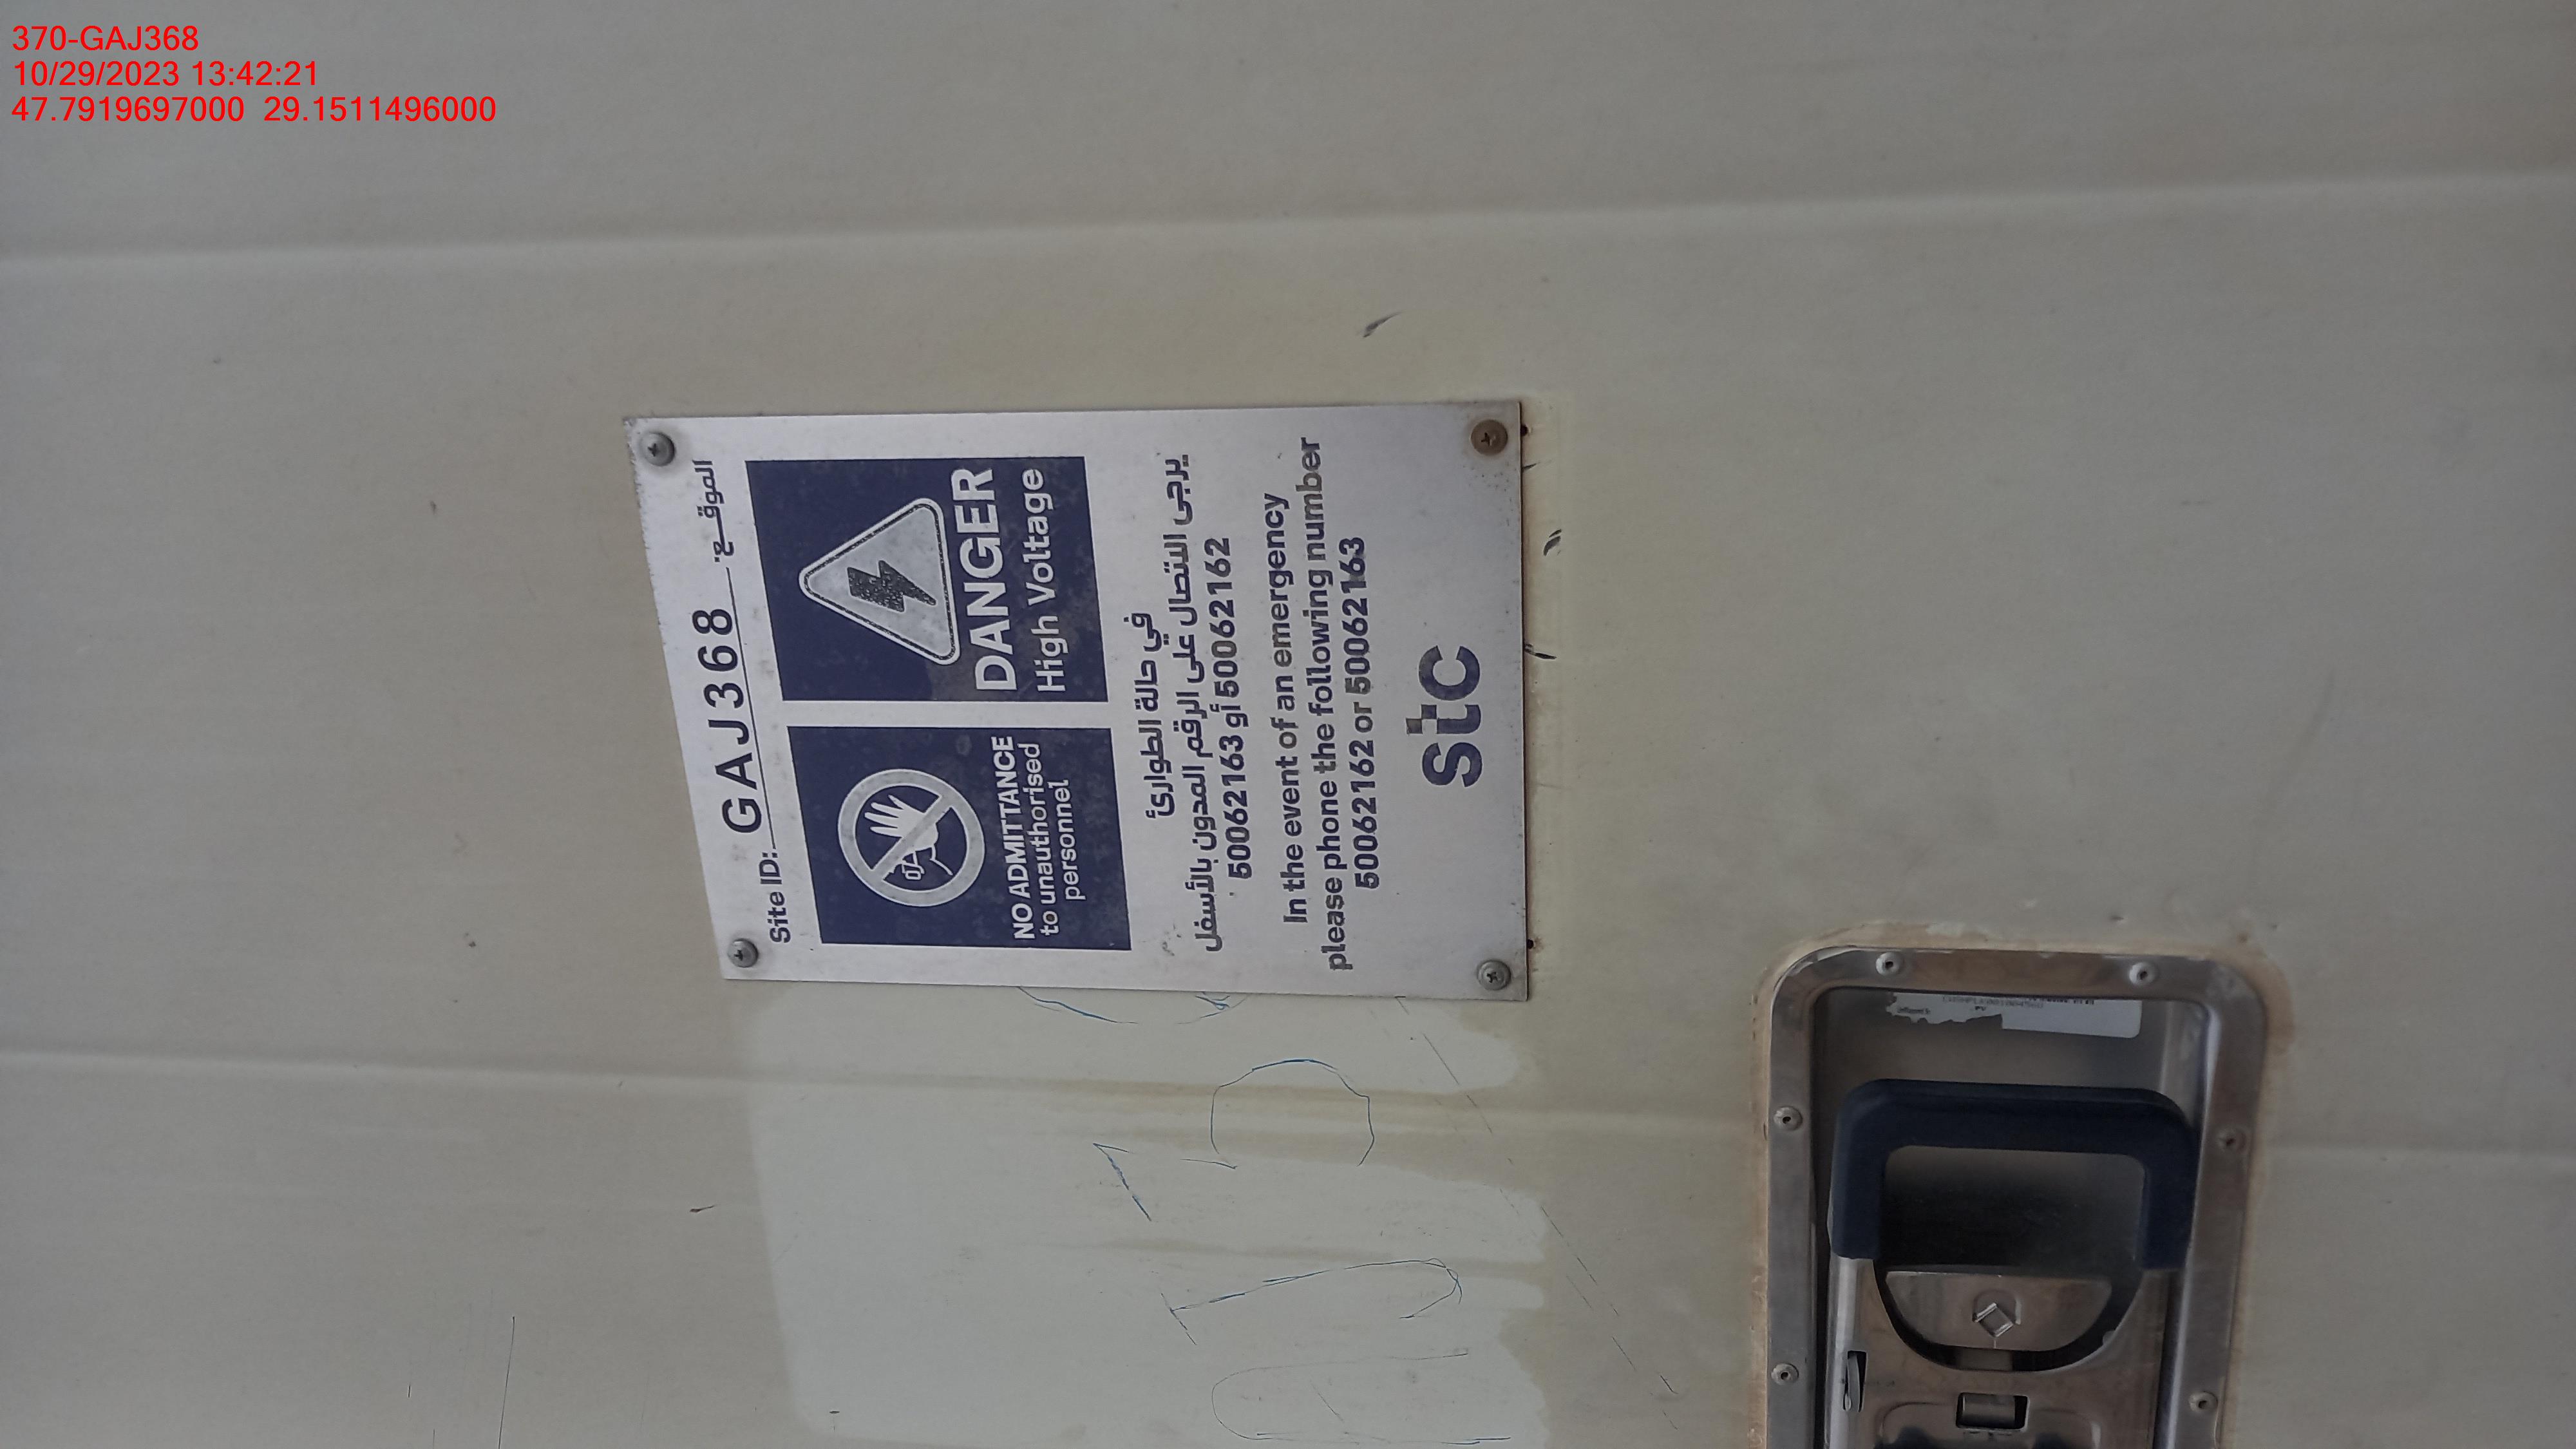 370-GAJ368
10/29/2023 13:42:21
47.7919697000 29.1511496000
Site ID: GAJ368 الموقـــع:
NO ADMITTANCE
to unauthorised
personnel
DANGER
High Voltage
في حالة الطوارئ
يرجى الاتصال على الرقم المدون بالأسفل
50062163 أو 50062162
In the event of an emergency
please phone the following number
50062162 or 50062163
stc